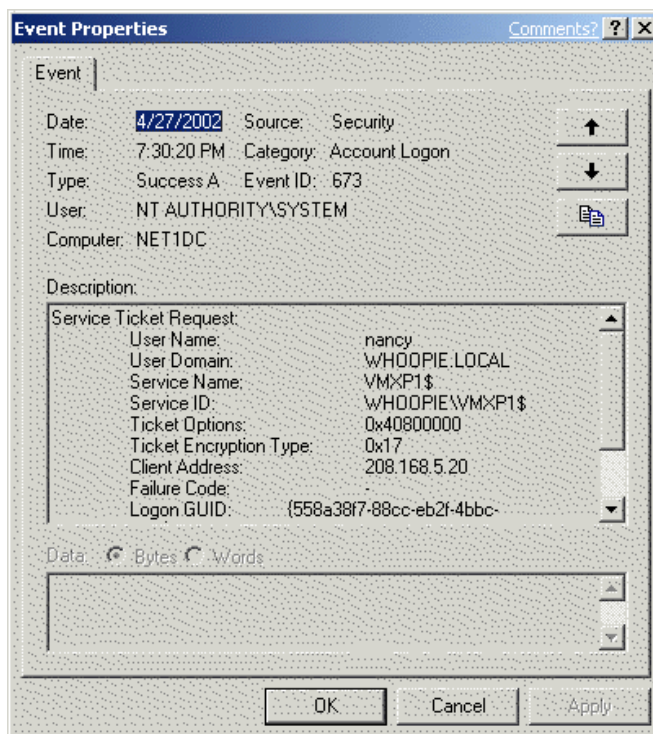 Event Properties Comments?
Event
Date: 4/27/2002 Source: Security
Time: 7:30:20 PM Category: Account Logon
Type: Success A Event ID: 673
User: NT AUTHORITY\SYSTEM
Computer: NET1DC
Description:
Service Ticket Request:
User Name: nancy
User Domain: WHOOPIE.LOCAL
Service Name: VMXP1$
Service ID: WHOOPIE\VMXP1$
Ticket Options: 0x40800000
Ticket Encryption Type: 0x17
Client Address: 208.168.5.20
Failure Code: -
Logon GUID: {558a38f7-88cc-eb2f-4bbc-
Data: Bytes Words
OK Cancel Apply